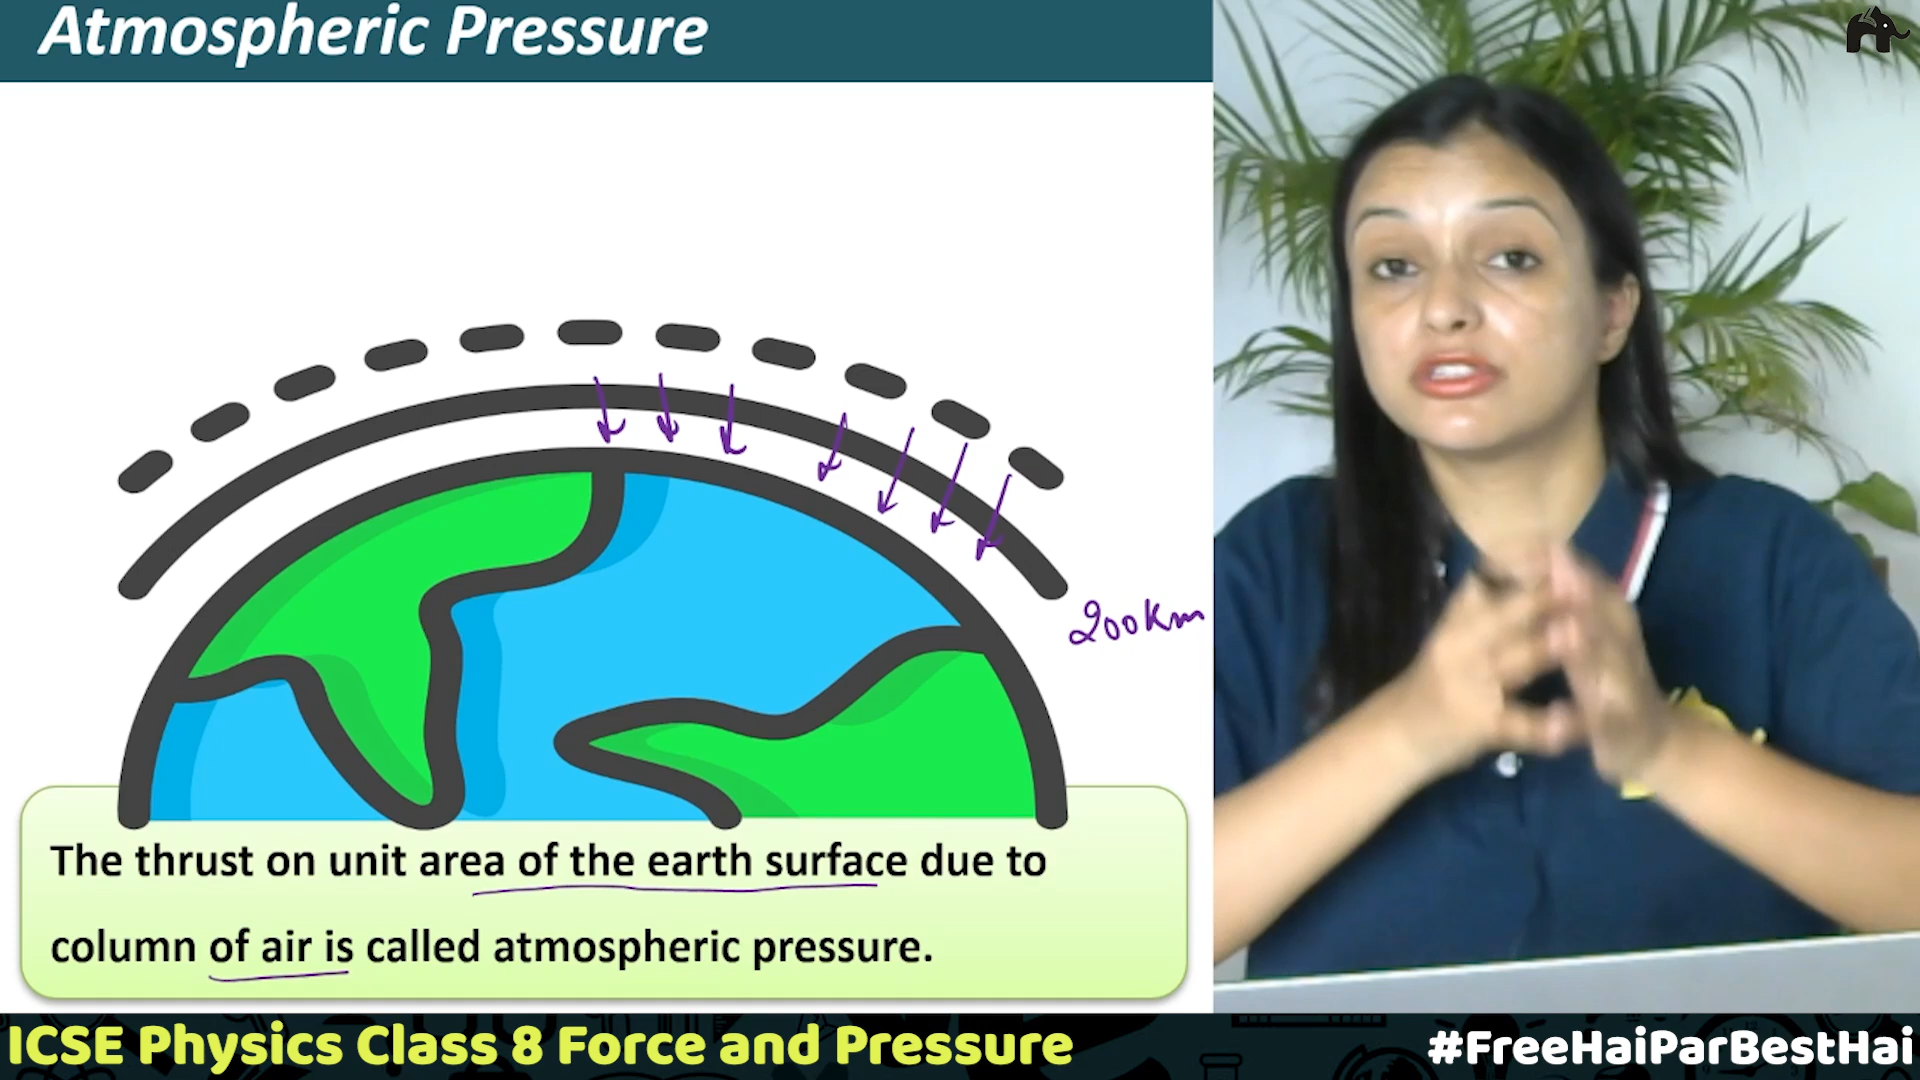 Atmospheric Pressure
200km
The thrust on unit area of the earth surface due to
column of air is called atmospheric pressure.
ICSE Physics Class 8 Force and Pressure
#FreeHaiParBestHai